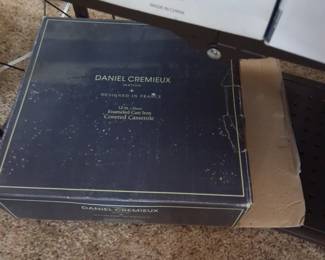 MADE IN CHINA
DANIEL CREMIEUX
DESIGNED IN FRANCE
Enameled Cast Iron
Covered Casserole
DANIEL CREMIEUX